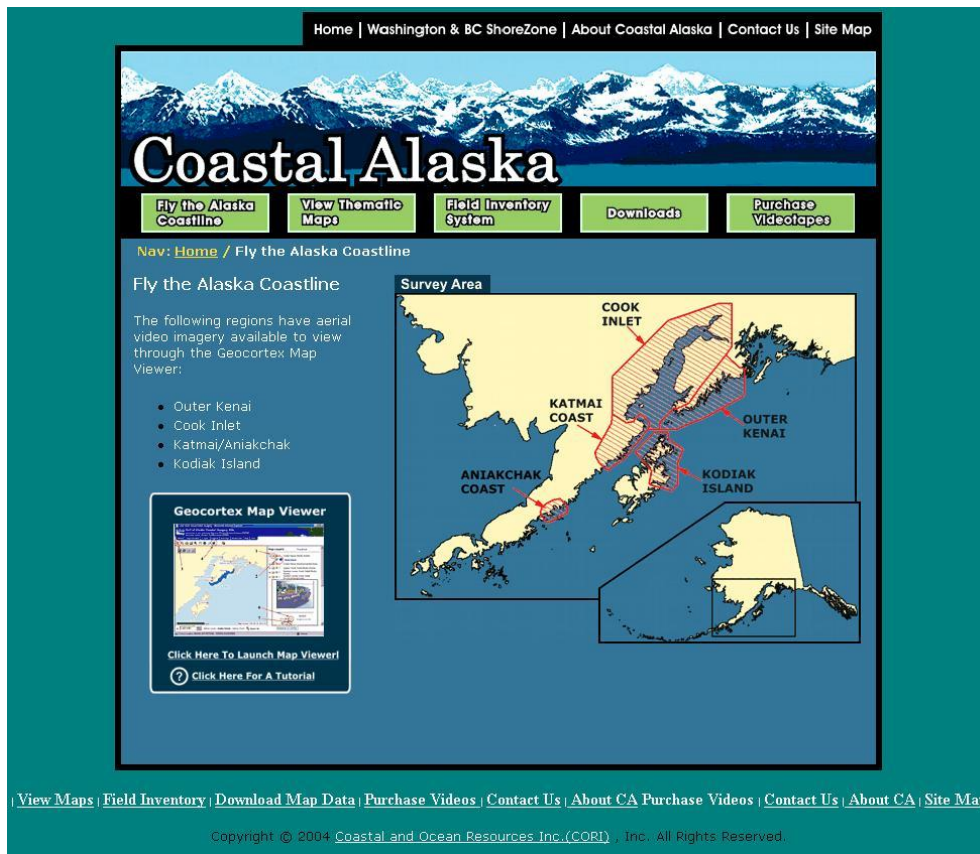 Home | Washington & BC ShoreZone | About Coastal Alaska | Contact Us | Site Map
Coastal Alaska
Fly the Alaska
Coastline
View Thematic
Maps
Field Inventory
System
Downloads
Purchase
Videotapes
Nav: Home / Fly the Alaska Coastline
Fly the Alaska Coastline
The following regions have aerial
video imagery available to view
through the Geocortex Map
Viewer:
• Outer Kenai
• Cook Inlet
• Katmai/Aniakchak
• Kodiak Island
Geocortex Map Viewer
Click Here To Launch Map Viewer!
? Click Here For A Tutorial
Survey Area
COOK
INLET
KATMAI
COAST
OUTER
KENAI
ANIAKCHAK
COAST
KODIAK
ISLAND
| View Maps | Field Inventory | Download Map Data | Purchase Videos | Contact Us | About CA Purchase Videos | Contact Us | About CA | Site Ma
Copyright © 2004 Coastal and Ocean Resources Inc.(CORI) , Inc. All Rights Reserved.